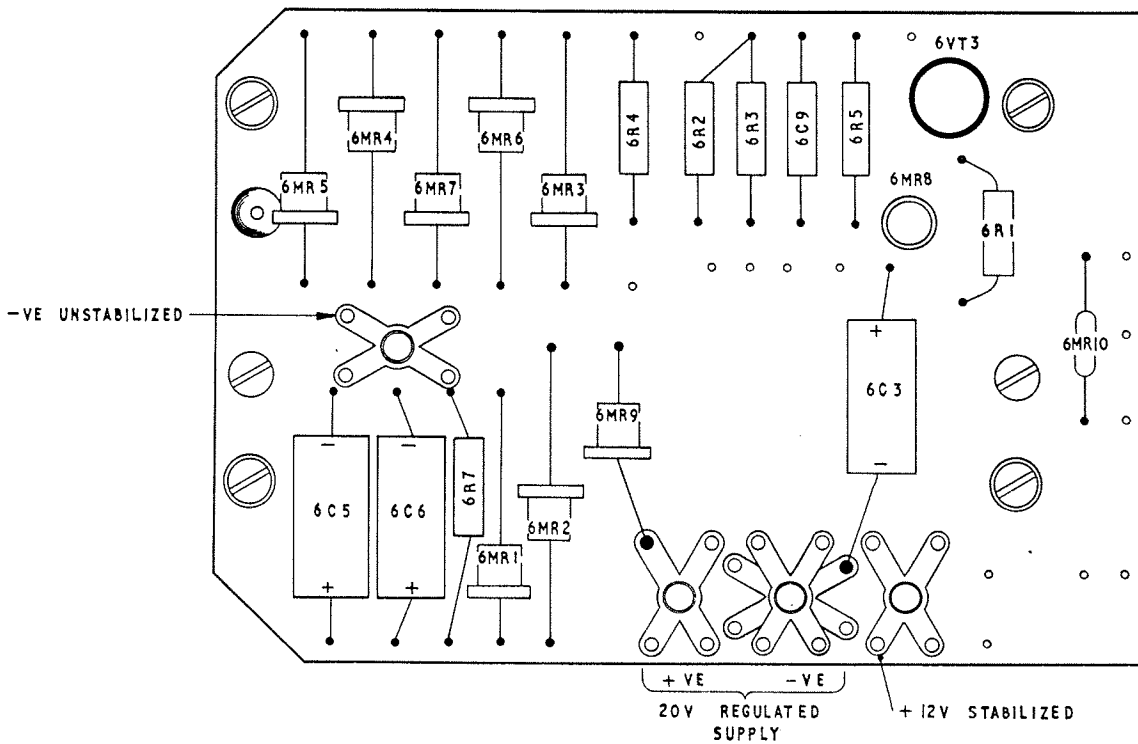 6VT3
6MR4
6MR6
6R4
6R2
6R3
6C9
6R5
6MR5
6MR7
6MR3
6MR8
6R1
-VE UNSTABILIZED
6MR10
+
6C3
-
6MR9
-
-
6C5
6C6
6R7
6MR2
6MR1
+
+
+VE
-VE
20V REGULATED
SUPPLY
+12V STABILIZED